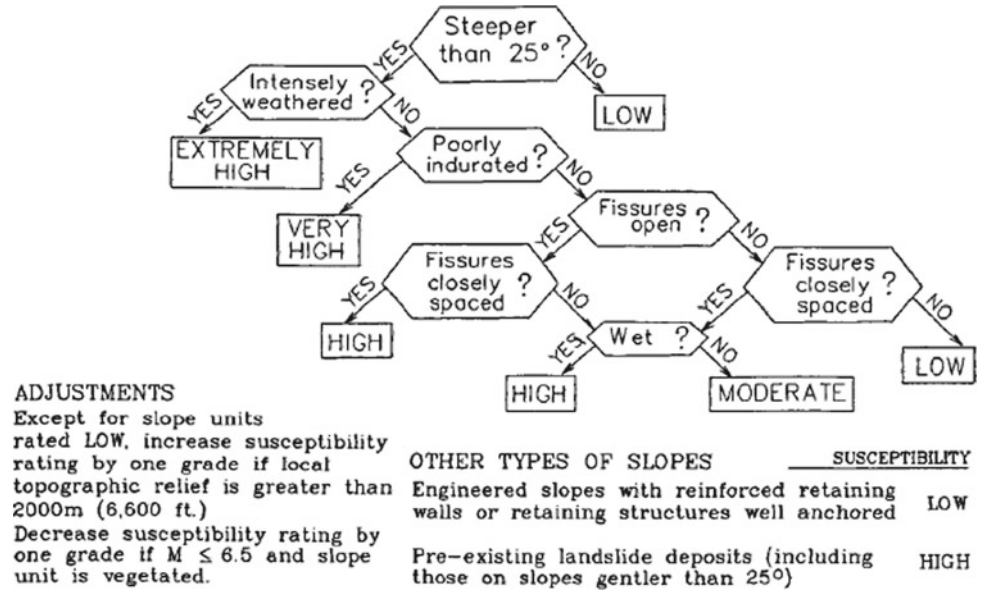 Steeper
than 25° ?
YES
NO
Intensely
weathered ?
LOW
YES
NO
EXTREMELY
HIGH
Poorly
indurated ?
YES
NO
VERY
HIGH
Fissures
open ?
YES
NO
Fissures
closely
spaced ?
Fissures
closely
spaced ?
YES
NO
YES
NO
HIGH
Wet ?
LOW
YES
NO
HIGH
MODERATE
ADJUSTMENTS
Except for slope units
rated LOW, increase susceptibility
rating by one grade if local
topographic relief is greater than
2000m (6,600 ft.)
Decrease susceptibility rating by
one grade if M ≤ 6.5 and slope
unit is vegetated.
OTHER TYPES OF SLOPES SUSCEPTIBILITY
Engineered slopes with reinforced retaining
walls or retaining structures well anchored LOW
Pre-existing landslide deposits (including
those on slopes gentler than 25°) HIGH